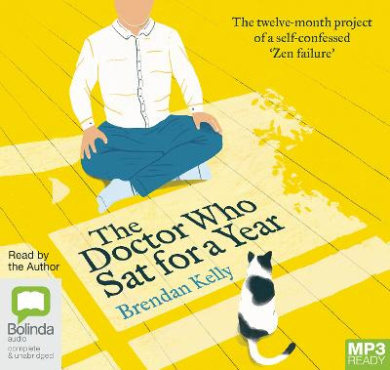 The twelve-month project
of a self-confessed
‘Zen failure’
The
Doctor Who
Sat for a Year
Brendan Kelly
Read by
the Author
Bolinda
audio
complete
& unabridged
MP3
READY